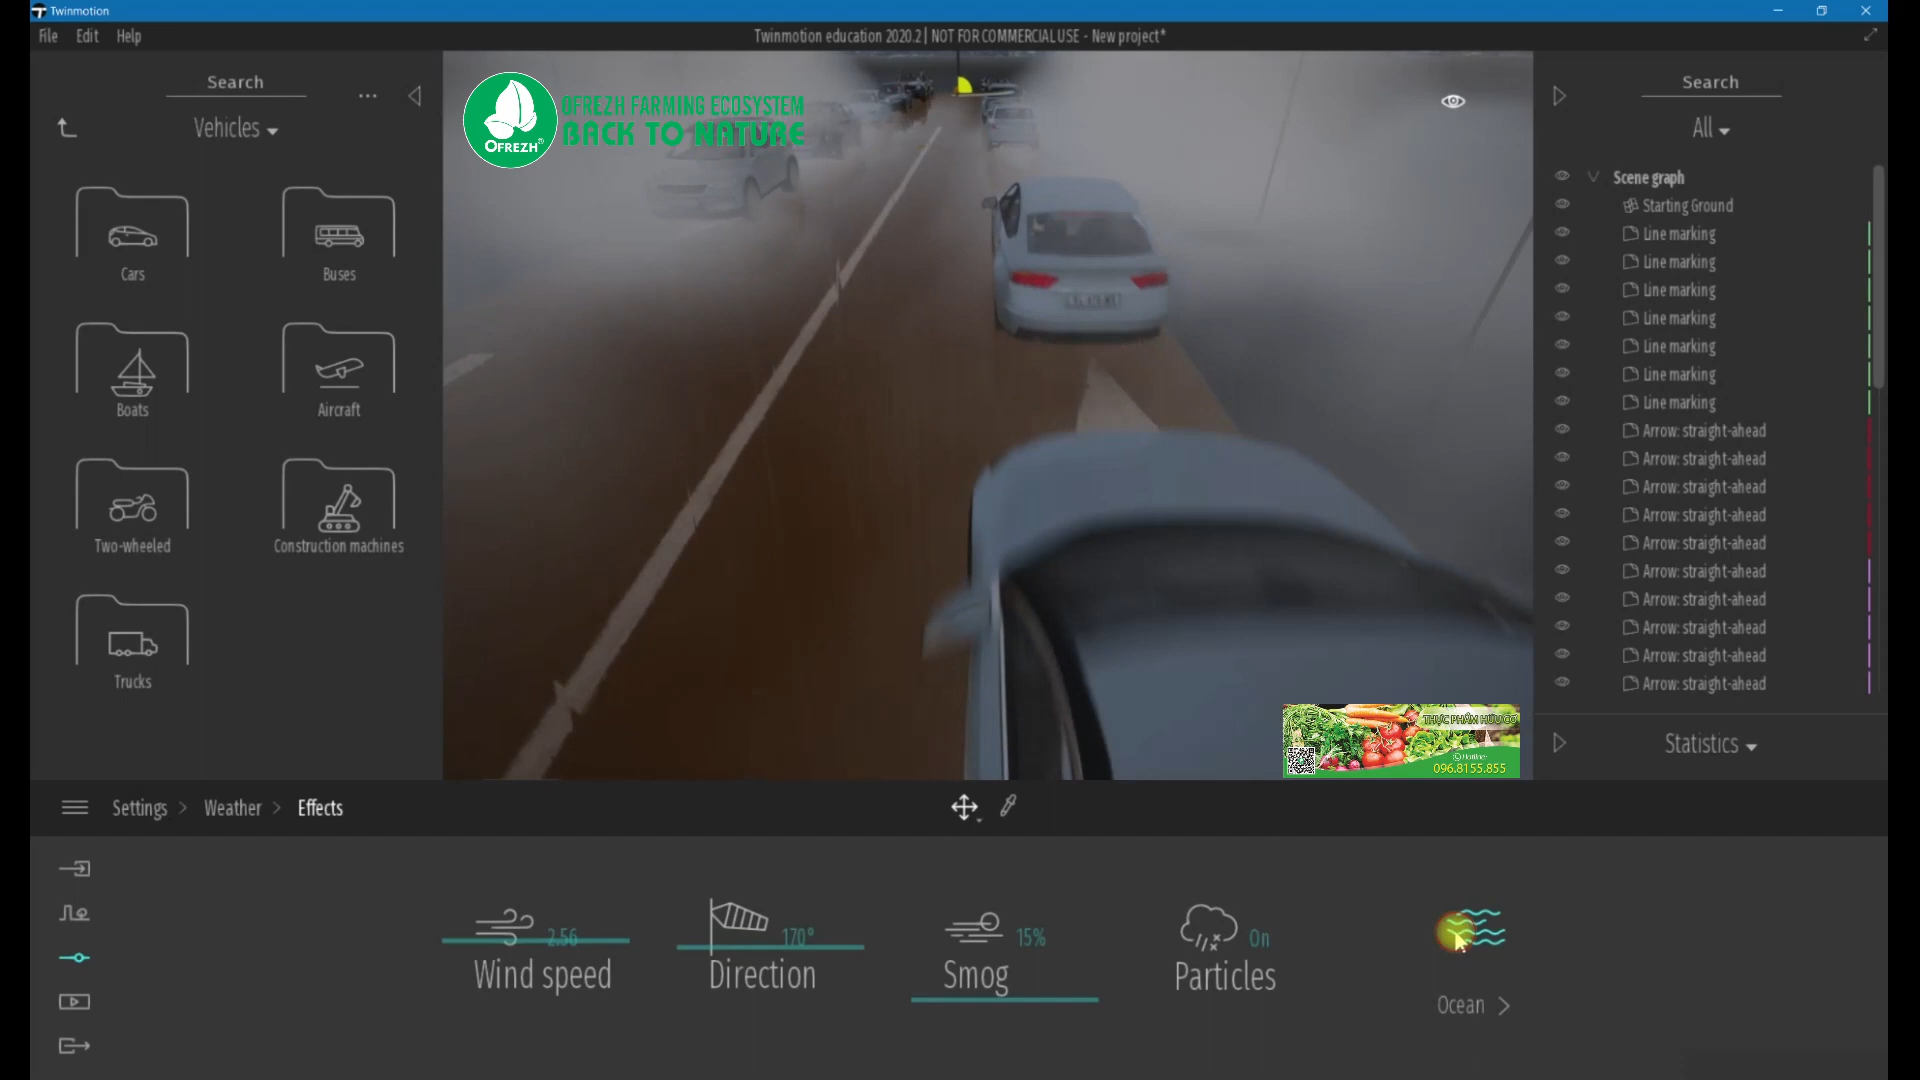 Twinmotion
File Edit Help
Twinmotion education 2020.2 | NOT FOR COMMERCIAL USE - New project*
Search
Vehicles
Cars
Buses
Boats
Aircraft
Two-wheeled
Construction machines
Trucks
OFREZH FARMING ECOSYSTEM
BACK TO NATURE
OFREZH®
THỰC PHẨM HỮU CƠ
Hotline:
096.8155.855
Search
All
Scene graph
Starting Ground
Line marking
Line marking
Line marking
Line marking
Line marking
Line marking
Line marking
Arrow: straight-ahead
Arrow: straight-ahead
Arrow: straight-ahead
Arrow: straight-ahead
Arrow: straight-ahead
Arrow: straight-ahead
Arrow: straight-ahead
Arrow: straight-ahead
Arrow: straight-ahead
Arrow: straight-ahead
Statistics
Settings > Weather > Effects
2.56
Wind speed
170°
Direction
15%
Smog
On
Particles
Ocean >